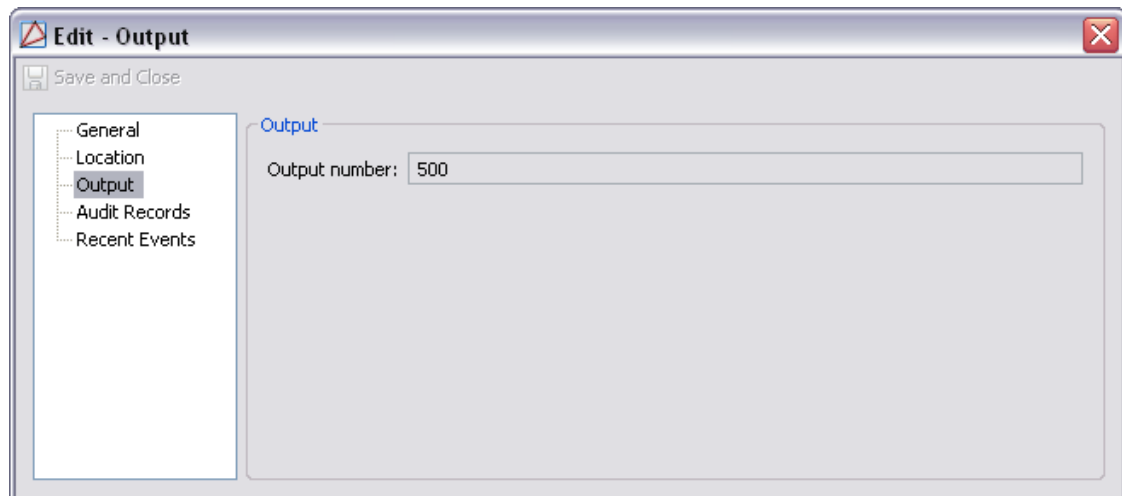 Edit - Output
Save and Close
General
Location
Output
Audit Records
Recent Events
Output
Output number: 500